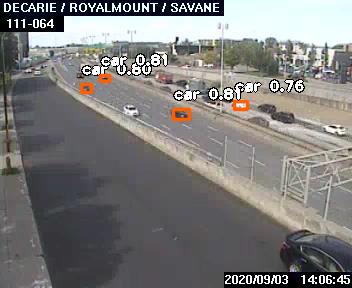 DECARIE / ROYALMOUNT / SAVANE
111-064
car 0.81
car 0.80
car 0.76
car 0.81
2020/09/03 14:06:45